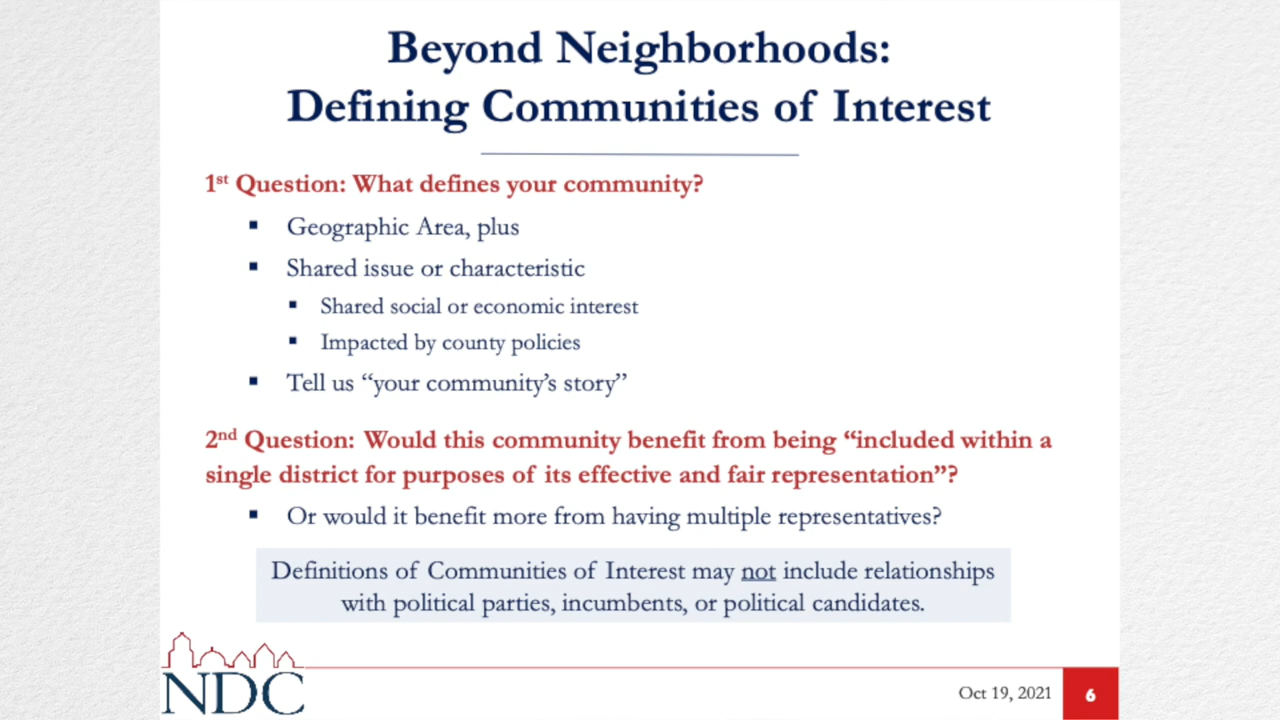 Beyond Neighborhoods:
Defining Communities of Interest
1st Question: What defines your community?
Geographic Area, plus
Shared issue or characteristic
Shared social or economic interest
Impacted by county policies
Tell us “your community’s story”
2nd Question: Would this community benefit from being “included within a
single district for purposes of its effective and fair representation”?
Or would it benefit more from having multiple representatives?
Definitions of Communities of Interest may not include relationships
with political parties, incumbents, or political candidates.
NDC
Oct 19, 2021
6